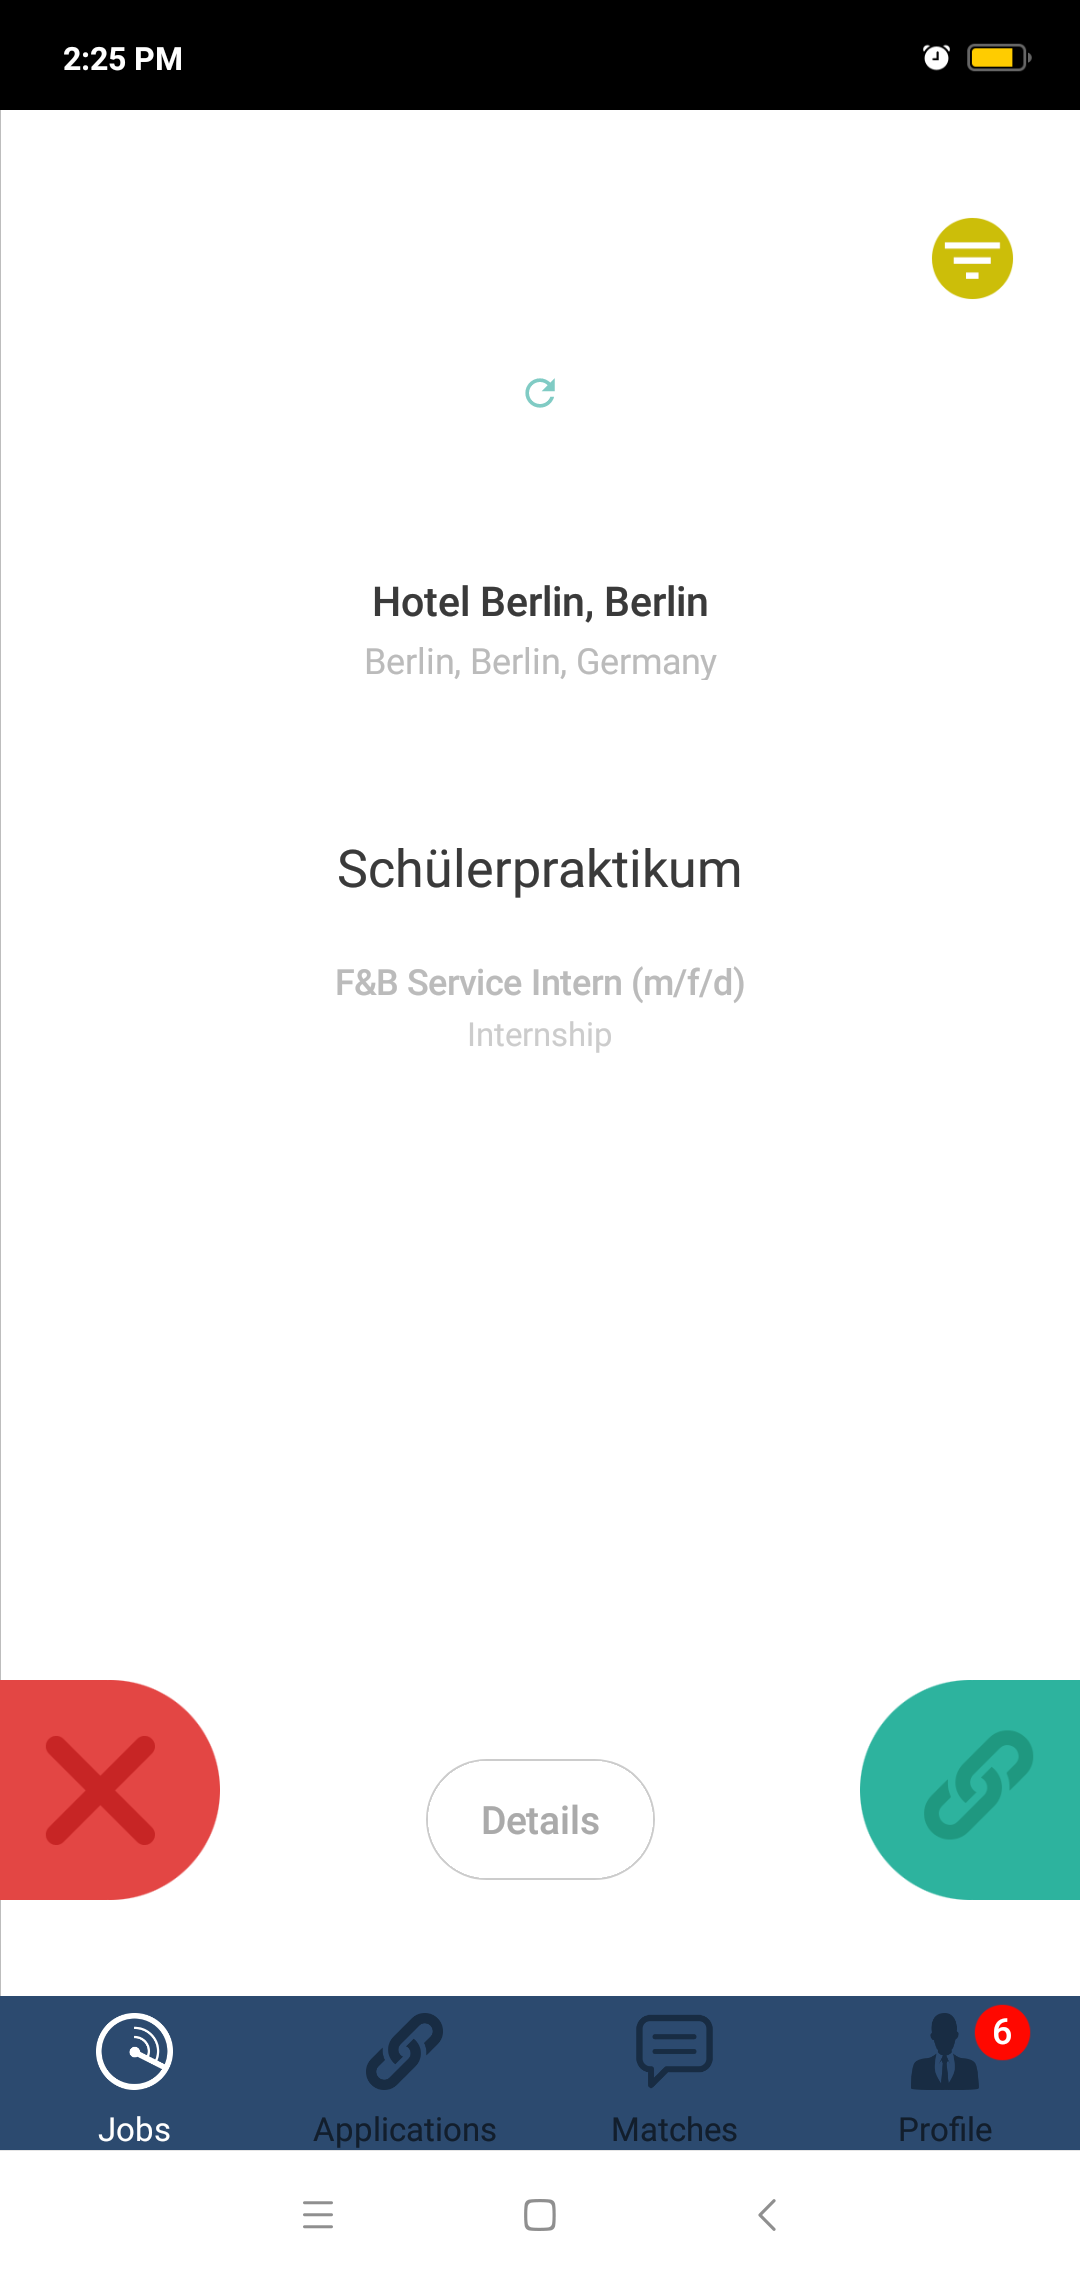 2:25 PM
Hotel Berlin, Berlin
Berlin, Berlin, Germany
Schülerpraktikum
F&B Service Intern (m/f/d)
Internship
Details
6
Jobs
Applications
Matches
Profile